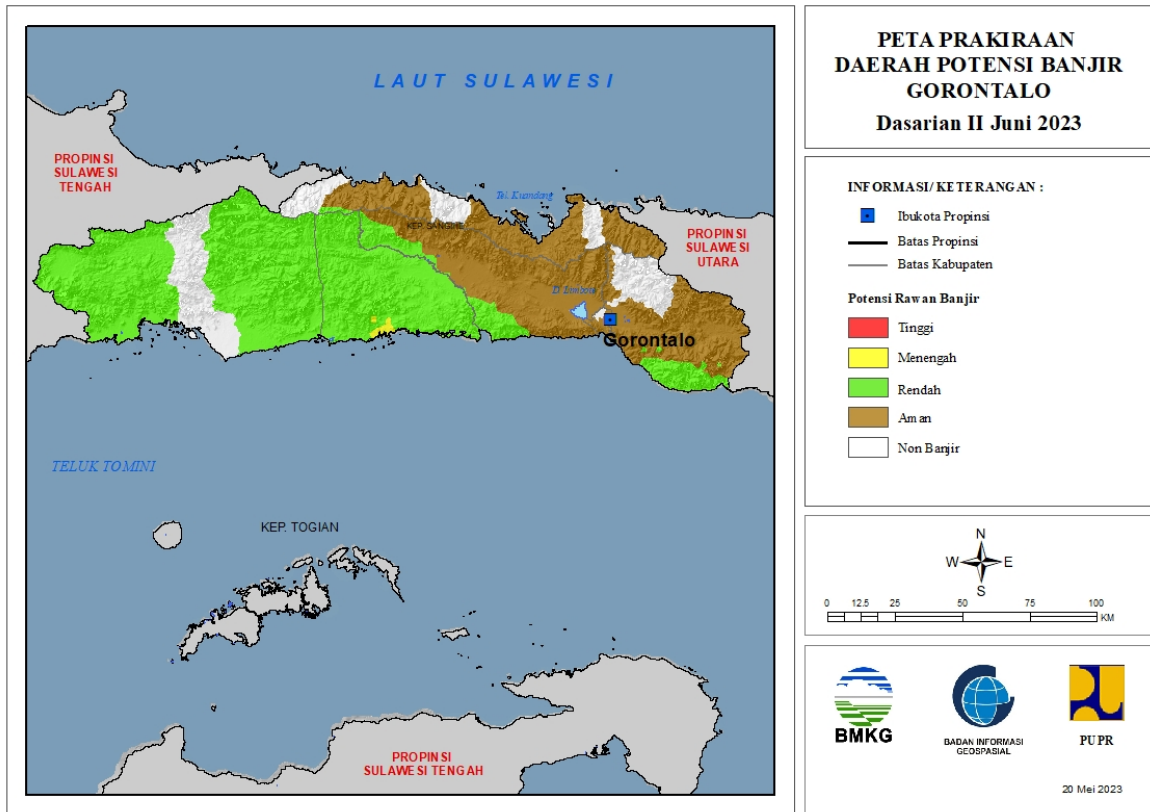 LAUT SULAWESI
PROPINSI
SULAWESI
TENGAH
Tel. Kuandang
KEP. SANGIHE
PROPINSI
SULAWESI
UTARA
D. Limboto
Gorontalo
TELUK TOMINI
KEP. TOGIAN
PROPINSI
SULAWESI TENGAH
PETA PRAKIRAAN
DAERAH POTENSI BANJIR
GORONTALO
Dasarian II Juni 2023
INFORMASI/ KETERANGAN :
Ibukota Propinsi
Batas Propinsi
Batas Kabupaten
Potensi Rawan Banjir
Tinggi
Menengah
Rendah
Aman
Non Banjir
N
W E
S
0 12.5 25 50 75 100
KM
BMKG
BADAN INFORMASI
GEOSPASIAL
PUPR
20 Mei 2023